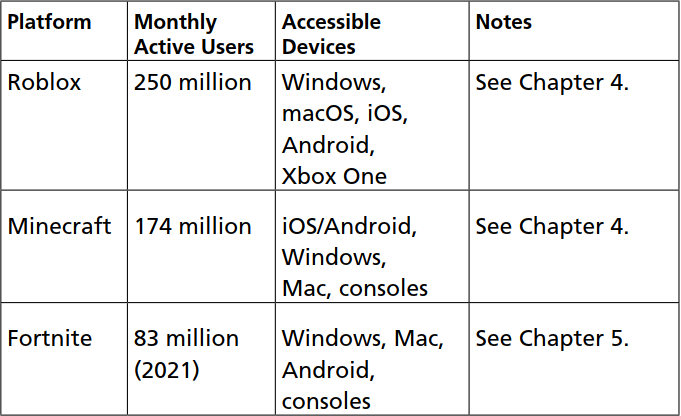 Platform Monthly Active Users Accessible Devices Notes
Roblox 250 million Windows, macOS, iOS, Android, Xbox One See Chapter 4.
Minecraft 174 million iOS/Android, Windows, Mac, consoles See Chapter 4.
Fortnite 83 million (2021) Windows, Mac, Android, consoles See Chapter 5.